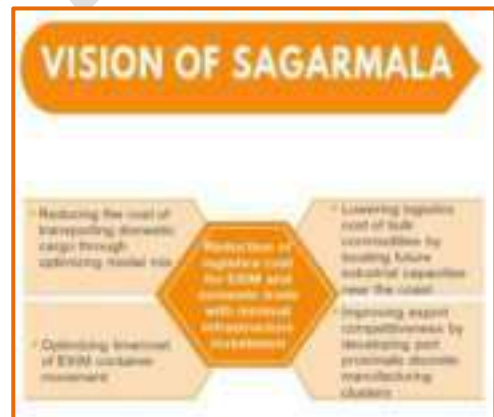 VISION OF SAGARMALA
Reducing the cost of
transporting domestic
cargo through
optimizing modal mix
Optimizing time/cost
of EXIM container
movement
Reduction of
logistics cost
for EXIM and
domestic trade
with minimal
infrastructure
investment
Lowering logistics
cost of bulk
commodities by
locating future
industrial capacities
near the coast
Improving export
competitiveness by
developing port
proximate discrete
manufacturing
clusters